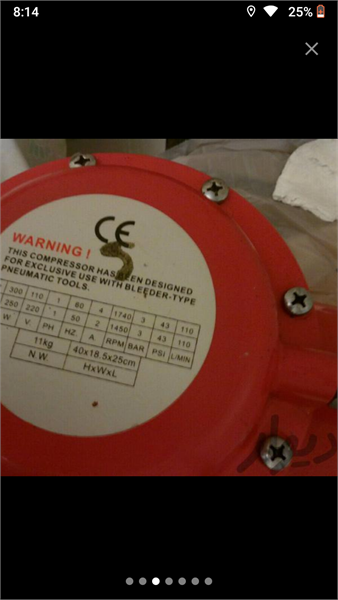 8:14
25%
CE
WARNING !
THIS COMPRESSOR HAS BEEN DESIGNED
FOR EXCLUSIVE USE WITH BLEEDER-TYPE
PNEUMATIC TOOLS.
300 110 1 60 4 1740 3 43 110
220 1 50 2 1450 3 43 110
W V. PH HZ. A. RPM BAR PSI L/MIN
11kg 40x18.5x25cm
N.W. HxWxL
دیوار